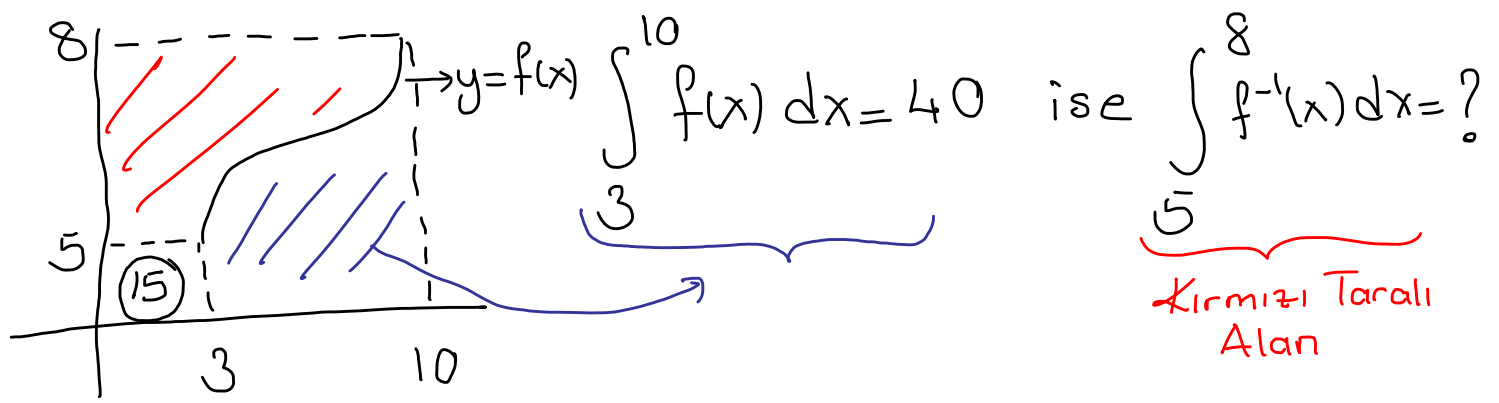 8
y=f(x)
5
15
3
10
∫₃¹⁰ f(x) dx = 40 ise ∫₅⁸ f⁻¹(x) dx = ?
Kırmızı Taralı
Alan